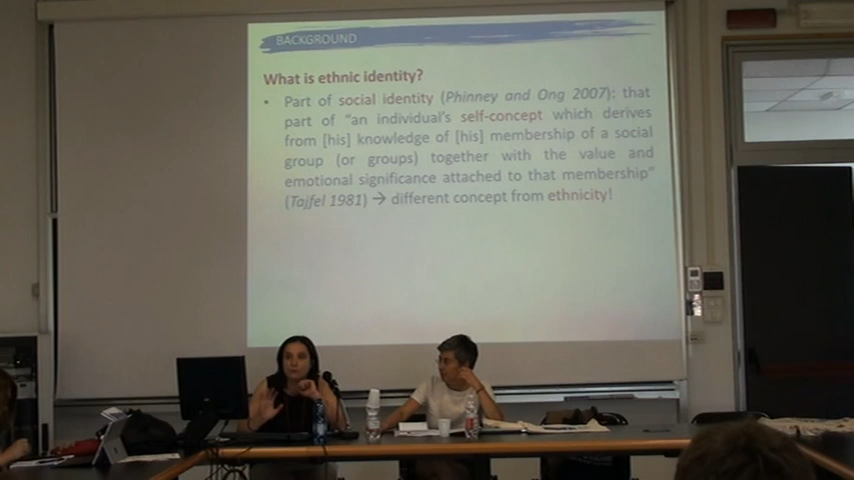 BACKGROUND
What is ethnic identity?
• Part of social identity (Phinney and Ong 2007): that
part of “an individual's self-concept which derives
from [his] knowledge of [his] membership of a social
group (or groups) together with the value and
emotional significance attached to that membership”
(Tajfel 1981) → different concept from ethnicity!